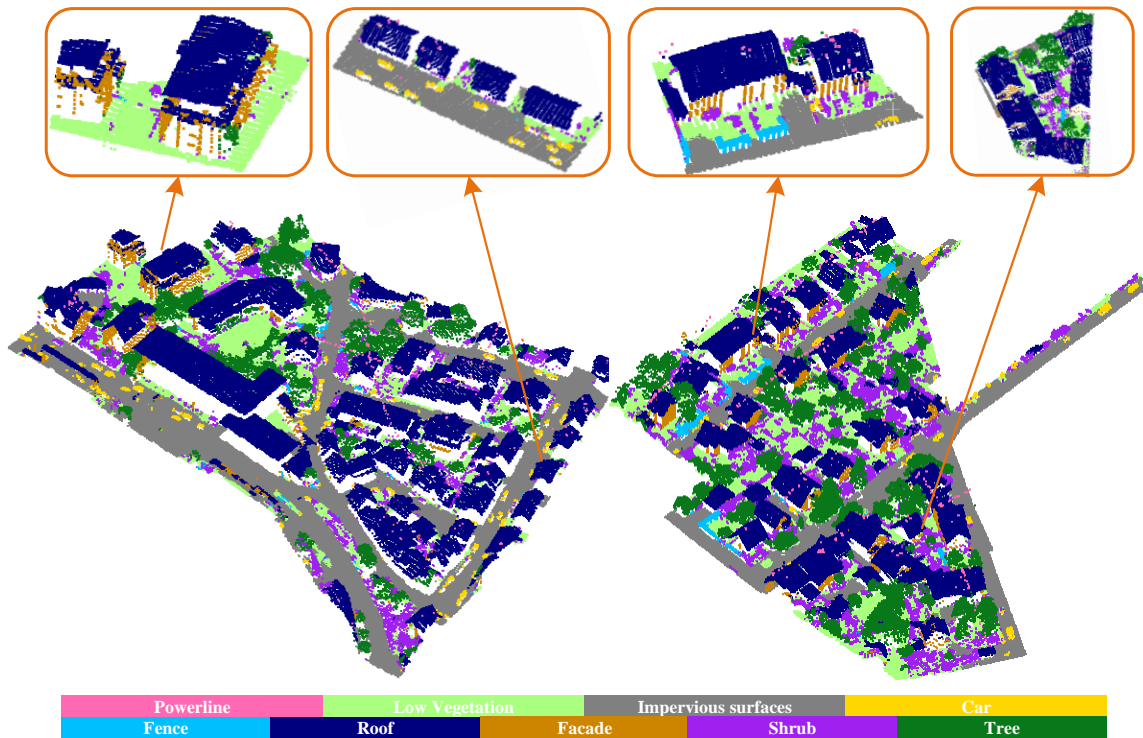 Powerline Low Vegetation Impervious surfaces Car
Fence Roof Facade Shrub Tree